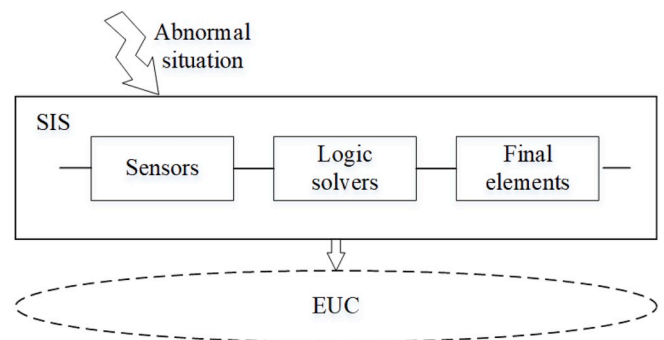 Abnormal
situation
SIS
Sensors
Logic
solvers
Final
elements
EUC